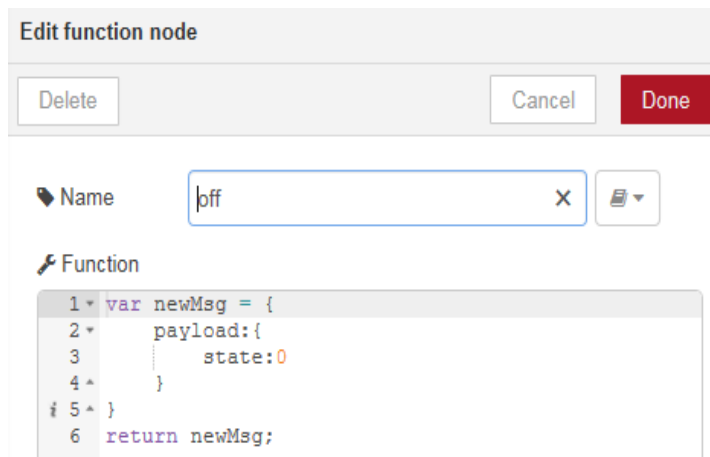 Edit function node
Delete Cancel Done
Name off ×
Function
1 var newMsg = {
2 payload:{
3 state:0
4 }
i 5 }
6 return newMsg;